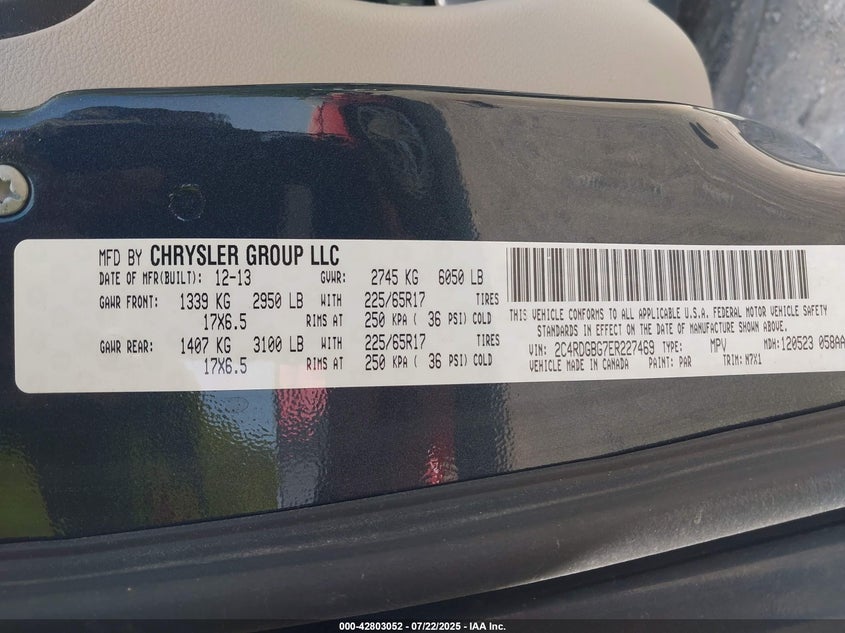 MFD BY CHRYSLER GROUP LLC
DATE OF MFR(BUILT): 12-13 GVWR: 2745 KG 6050 LB
GAWR FRONT: 1339 KG 2950 LB WITH 225/65R17 TIRES
17X6.5 RIMS AT 250 KPA ( 36 PSI) COLD
GAWR REAR: 1407 KG 3100 LB WITH 225/65R17 TIRES
17X6.5 RIMS AT 250 KPA ( 36 PSI) COLD
THIS VEHICLE CONFORMS TO ALL APPLICABLE U.S.A. FEDERAL MOTOR VEHICLE SAFETY
STANDARDS IN EFFECT ON THE DATE OF MANUFACTURE SHOWN ABOVE.
VIN: 2C4RDGBG7ER227469 TYPE: MPV MDH: 120523 058AA
VEHICLE MADE IN CANADA PAINT: PAR TRIM: M7X1
000-42803052 - 07/22/2025 - IAA Inc.